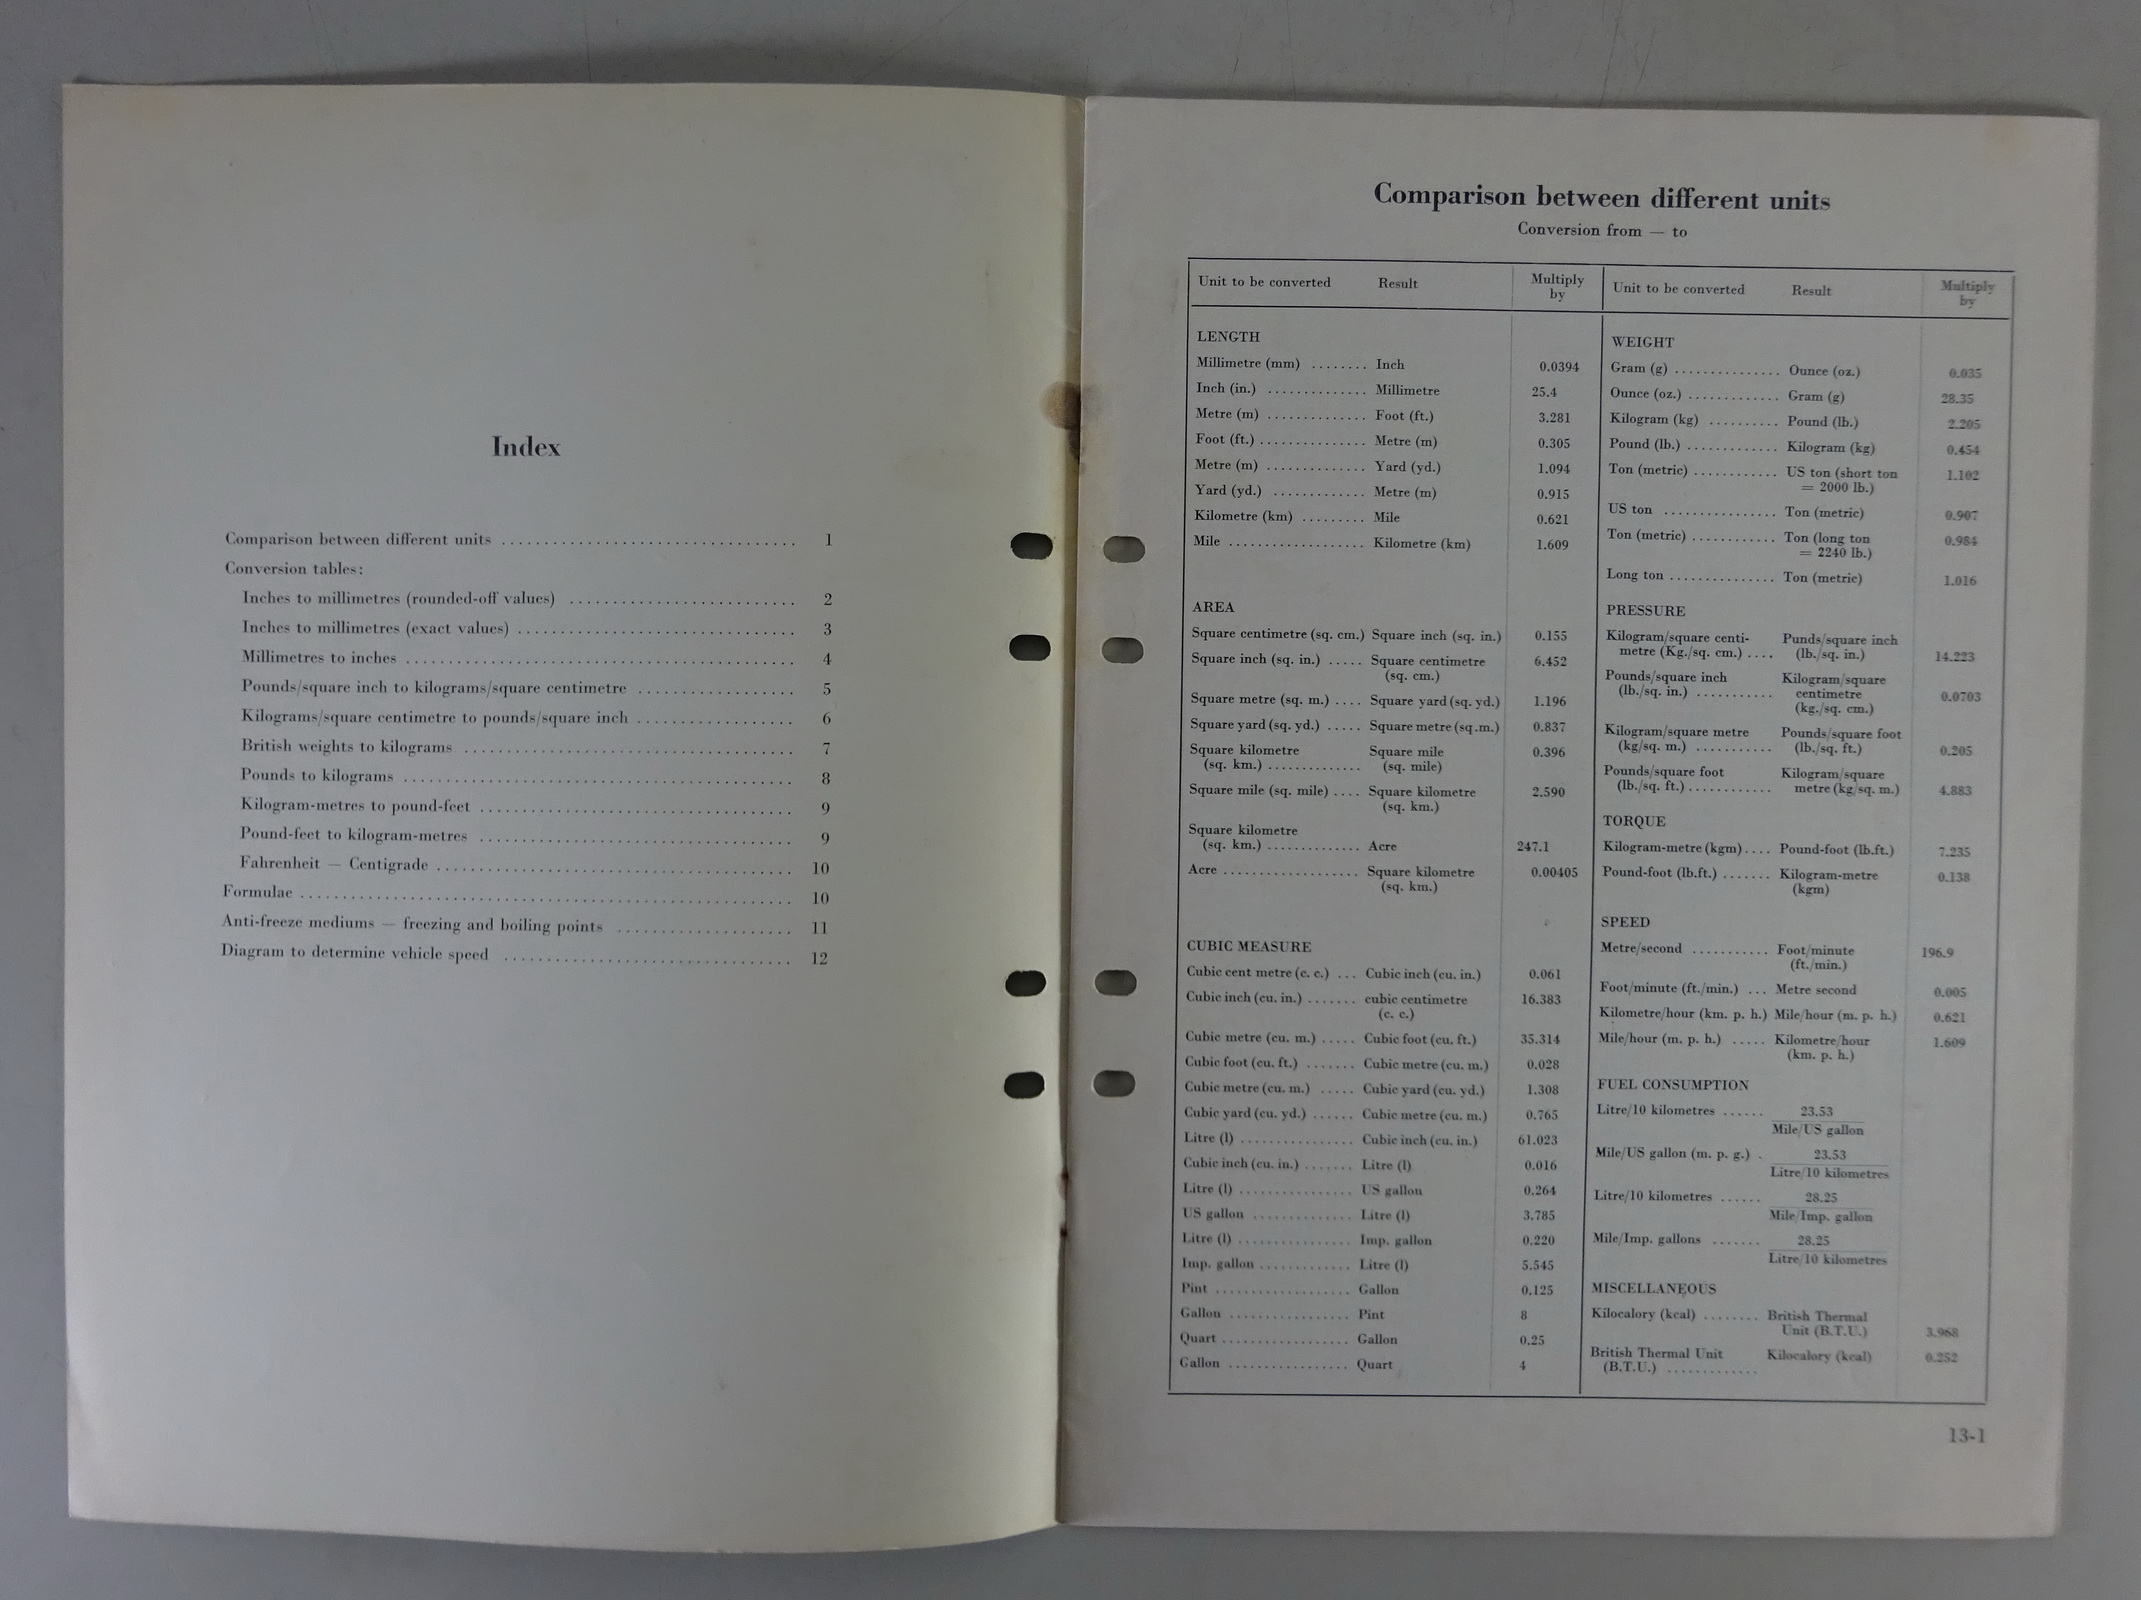 Index
Comparison between different units ................................ 1
Conversion tables:
Inches to millimetres (rounded-off values) ......................... 2
Inches to millimetres (exact values) ............................... 3
Millimetres to inches ........................................... 4
Pounds/square inch to kilograms/square centimetre ................. 5
Kilograms/square centimetre to pounds/square inch ................. 6
British weights to kilograms .................................... 7
Pounds to kilograms ........................................... 8
Kilogram-metres to pound-feet .................................. 9
Pound-feet to kilogram-metres .................................. 9
Fahrenheit — Centigrade ....................................... 10
Formulae ...................................................... 10
Anti-freeze mediums — freezing and boiling points ................... 11
Diagram to determine vehicle speed ................................ 12
Comparison between different units
Conversion from — to
Unit to be converted Result Multiply
by
LENGTH
Millimetre (mm) ........ Inch 0.0394
Inch (in.) .............. Millimetre 25.4
Metre (m) .............. Foot (ft.) 3.281
Foot (ft.) ............... Metre (m) 0.305
Metre (m) .............. Yard (yd.) 1.094
Yard (yd.) ............. Metre (m) 0.915
Kilometre (km) ......... Mile 0.621
Mile ................... Kilometre (km) 1.609
AREA
Square centimetre (sq. cm.) Square inch (sq. in.) 0.155
Square inch (sq. in.) ..... Square centimetre 6.452
(sq. cm.)
Square metre (sq. m.) .... Square yard (sq. yd.) 1.196
Square yard (sq. yd.) ..... Square metre (sq.m.) 0.837
Square kilometre Square mile 0.396
(sq. km.) ............. (sq. mile)
Square mile (sq. mile) .... Square kilometre 2.590
(sq. km.)
Square kilometre
(sq. km.) ............. Acre 247.1
Acre ................... Square kilometre 0.00405
(sq. km.)
CUBIC MEASURE
Cubic cent metre (c. c.) ... Cubic inch (cu. in.) 0.061
Cubic inch (cu. in.) ....... cubic centimetre 16.383
(c. c.)
Cubic metre (cu. m.) ..... Cubic foot (cu. ft.) 35.314
Cubic foot (cu. ft.) ....... Cubic metre (cu. m.) 0.028
Cubic metre (cu. m.) ..... Cubic yard (cu. yd.) 1.308
Cubic yard (cu. yd.) ...... Cubic metre (cu. m.) 0.765
Litre (l) ................ Cubic inch (cu. in.) 61.023
Cubic inch (cu. in.) ....... Litre (l) 0.016
Litre (l) ................ US gallon 0.264
US gallon .............. Litre (l) 3.785
Litre (l) ................ Imp. gallon 0.220
Imp. gallon ............. Litre (l) 5.545
Pint ................... Gallon 0.125
Gallon ................. Pint 8
Quart .................. Gallon 0.25
Gallon ................. Quart 4
Unit to be converted Result Multiply
by
WEIGHT
Gram (g) ............... Ounce (oz.) 0.035
Ounce (oz.) ............. Gram (g) 28.35
Kilogram (kg) .......... Pound (lb.) 2.205
Pound (lb.) ............. Kilogram (kg) 0.454
Ton (metric) ............ US ton (short ton 1.102
= 2000 lb.)
US ton ................ Ton (metric) 0.907
Ton (metric) ............ Ton (long ton 0.984
= 2240 lb.)
Long ton ............... Ton (metric) 1.016
PRESSURE
Kilogram/square centi- Punds/square inch
metre (Kg./sq. cm.) .... (lb./sq. in.) 14.223
Pounds/square inch Kilogram/square
(lb./sq. in.) ........... centimetre 0.0703
(kg./sq. cm.)
Kilogram/square metre Pounds/square foot
(kg/sq. m.) ........... (lb./sq. ft.) 0.205
Pounds/square foot Kilogram/square
(lb./sq. ft.) ............ metre (kg/sq. m.) 4.883
TORQUE
Kilogram-metre (kgm) .... Pound-foot (lb.ft.) 7.235
Pound-foot (lb.ft.) ....... Kilogram-metre 0.138
(kgm)
SPEED
Metre/second ........... Foot/minute 196.9
(ft./min.)
Foot/minute (ft./min.) ... Metre second 0.005
Kilometre/hour (km. p. h.) Mile/hour (m. p. h.) 0.621
Mile/hour (m. p. h.) ..... Kilometre/hour 1.609
(km. p. h.)
FUEL CONSUMPTION
Litre/10 kilometres ...... 23.53
Mile/US gallon
Mile/US gallon (m. p. g.) . 23.53
Litre/10 kilometres
Litre/10 kilometres ...... 28.25
Mile/Imp. gallon
Mile/Imp. gallons ....... 28.25
Litre/10 kilometres
MISCELLANEOUS
Kilocalory (kcal) ........ British Thermal
Unit (B.T.U.) 3.968
British Thermal Unit Kilocalory (kcal) 0.252
(B.T.U.) .............
13-1